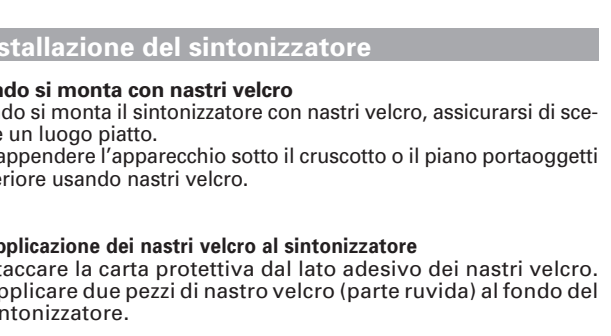 stallazione del sintonizzatore
ndo si monta con nastri velcro
do si monta il sintonizzatore con nastri velcro, assicurarsi di sce-
e un luogo piatto.
appendere l'apparecchio sotto il cruscotto o il piano portaoggetti
eriore usando nastri velcro.
pplicazione dei nastri velcro al sintonizzatore
taccare la carta protettiva dal lato adesivo dei nastri velcro.
pplicare due pezzi di nastro velcro (parte ruvida) al fondo del
ntonizzatore.